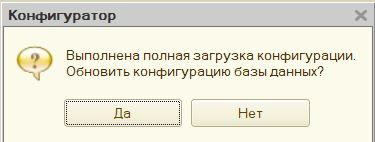 Конфигуратор
Выполнена полная загрузка конфигурации.
Обновить конфигурацию базы данных?
Да
Нет